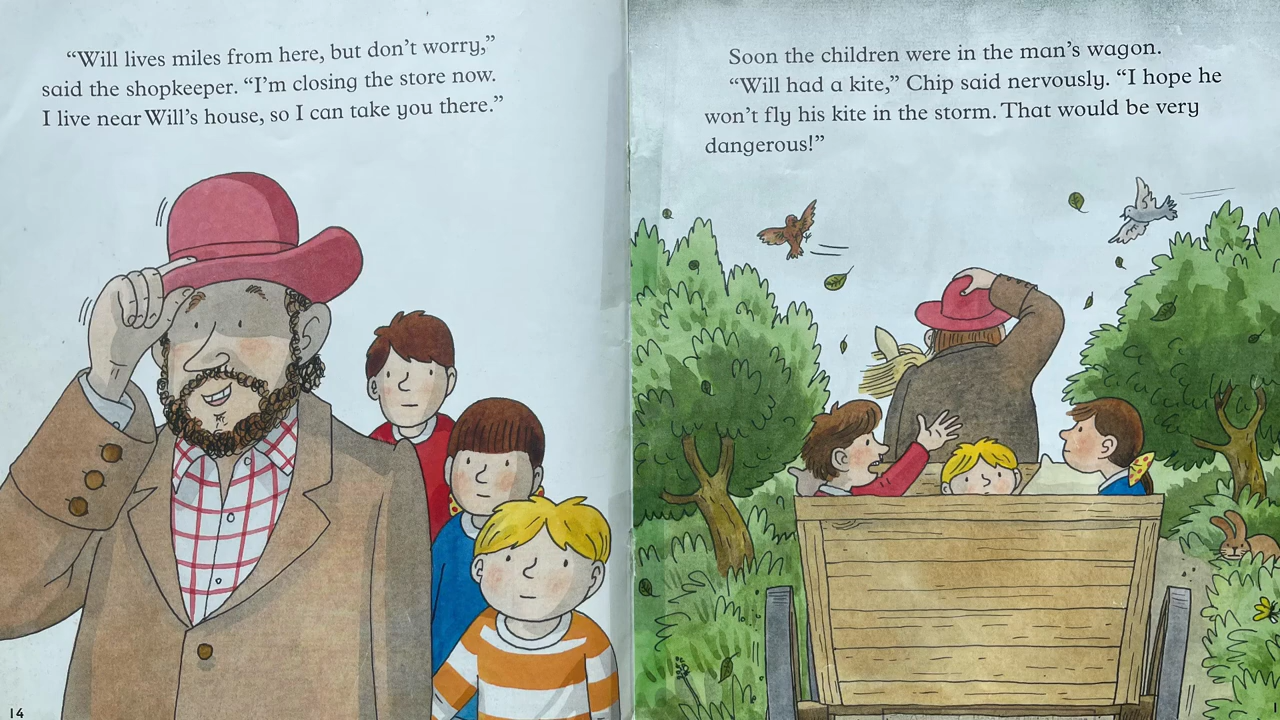 “Will lives miles from here, but don’t worry,”
said the shopkeeper. “I’m closing the store now.
I live near Will’s house, so I can take you there.”
14
Soon the children were in the man’s wagon.
“Will had a kite,” Chip said nervously. “I hope he
won’t fly his kite in the storm. That would be very
dangerous!”